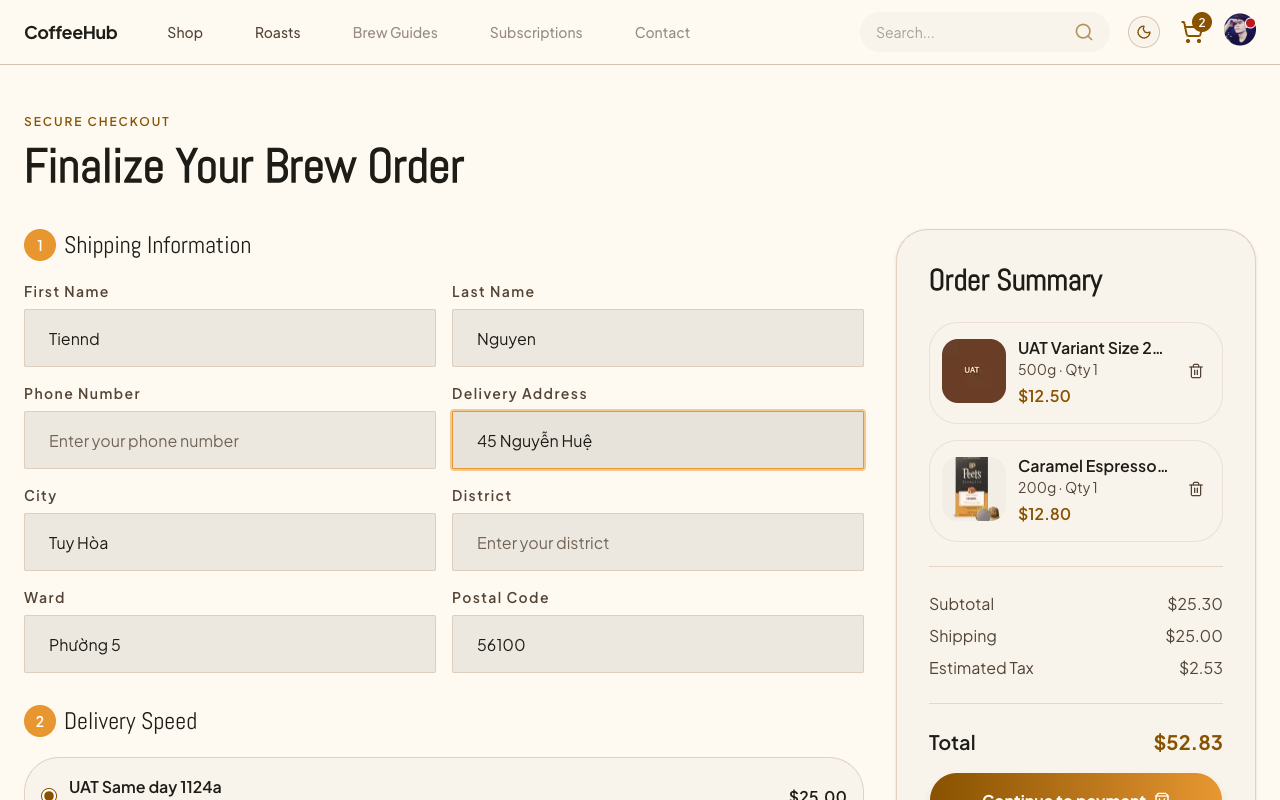 CoffeeHub
Shop
Roasts
Brew Guides
Subscriptions
Contact
Search...
2
SECURE CHECKOUT
Finalize Your Brew Order
1 Shipping Information
First Name
Last Name
Tiennd
Nguyen
Phone Number
Delivery Address
Enter your phone number
45 Nguyễn Huệ
City
District
Tuy Hòa
Enter your district
Ward
Postal Code
Phường 5
56100
2 Delivery Speed
UAT Same day 1124a
$25.00
Order Summary
UAT
UAT Variant Size 2...
500g · Qty 1
$12.50
Peet's
Caramel Espresso...
200g · Qty 1
$12.80
Subtotal $25.30
Shipping $25.00
Estimated Tax $2.53
Total $52.83
Continue to payment